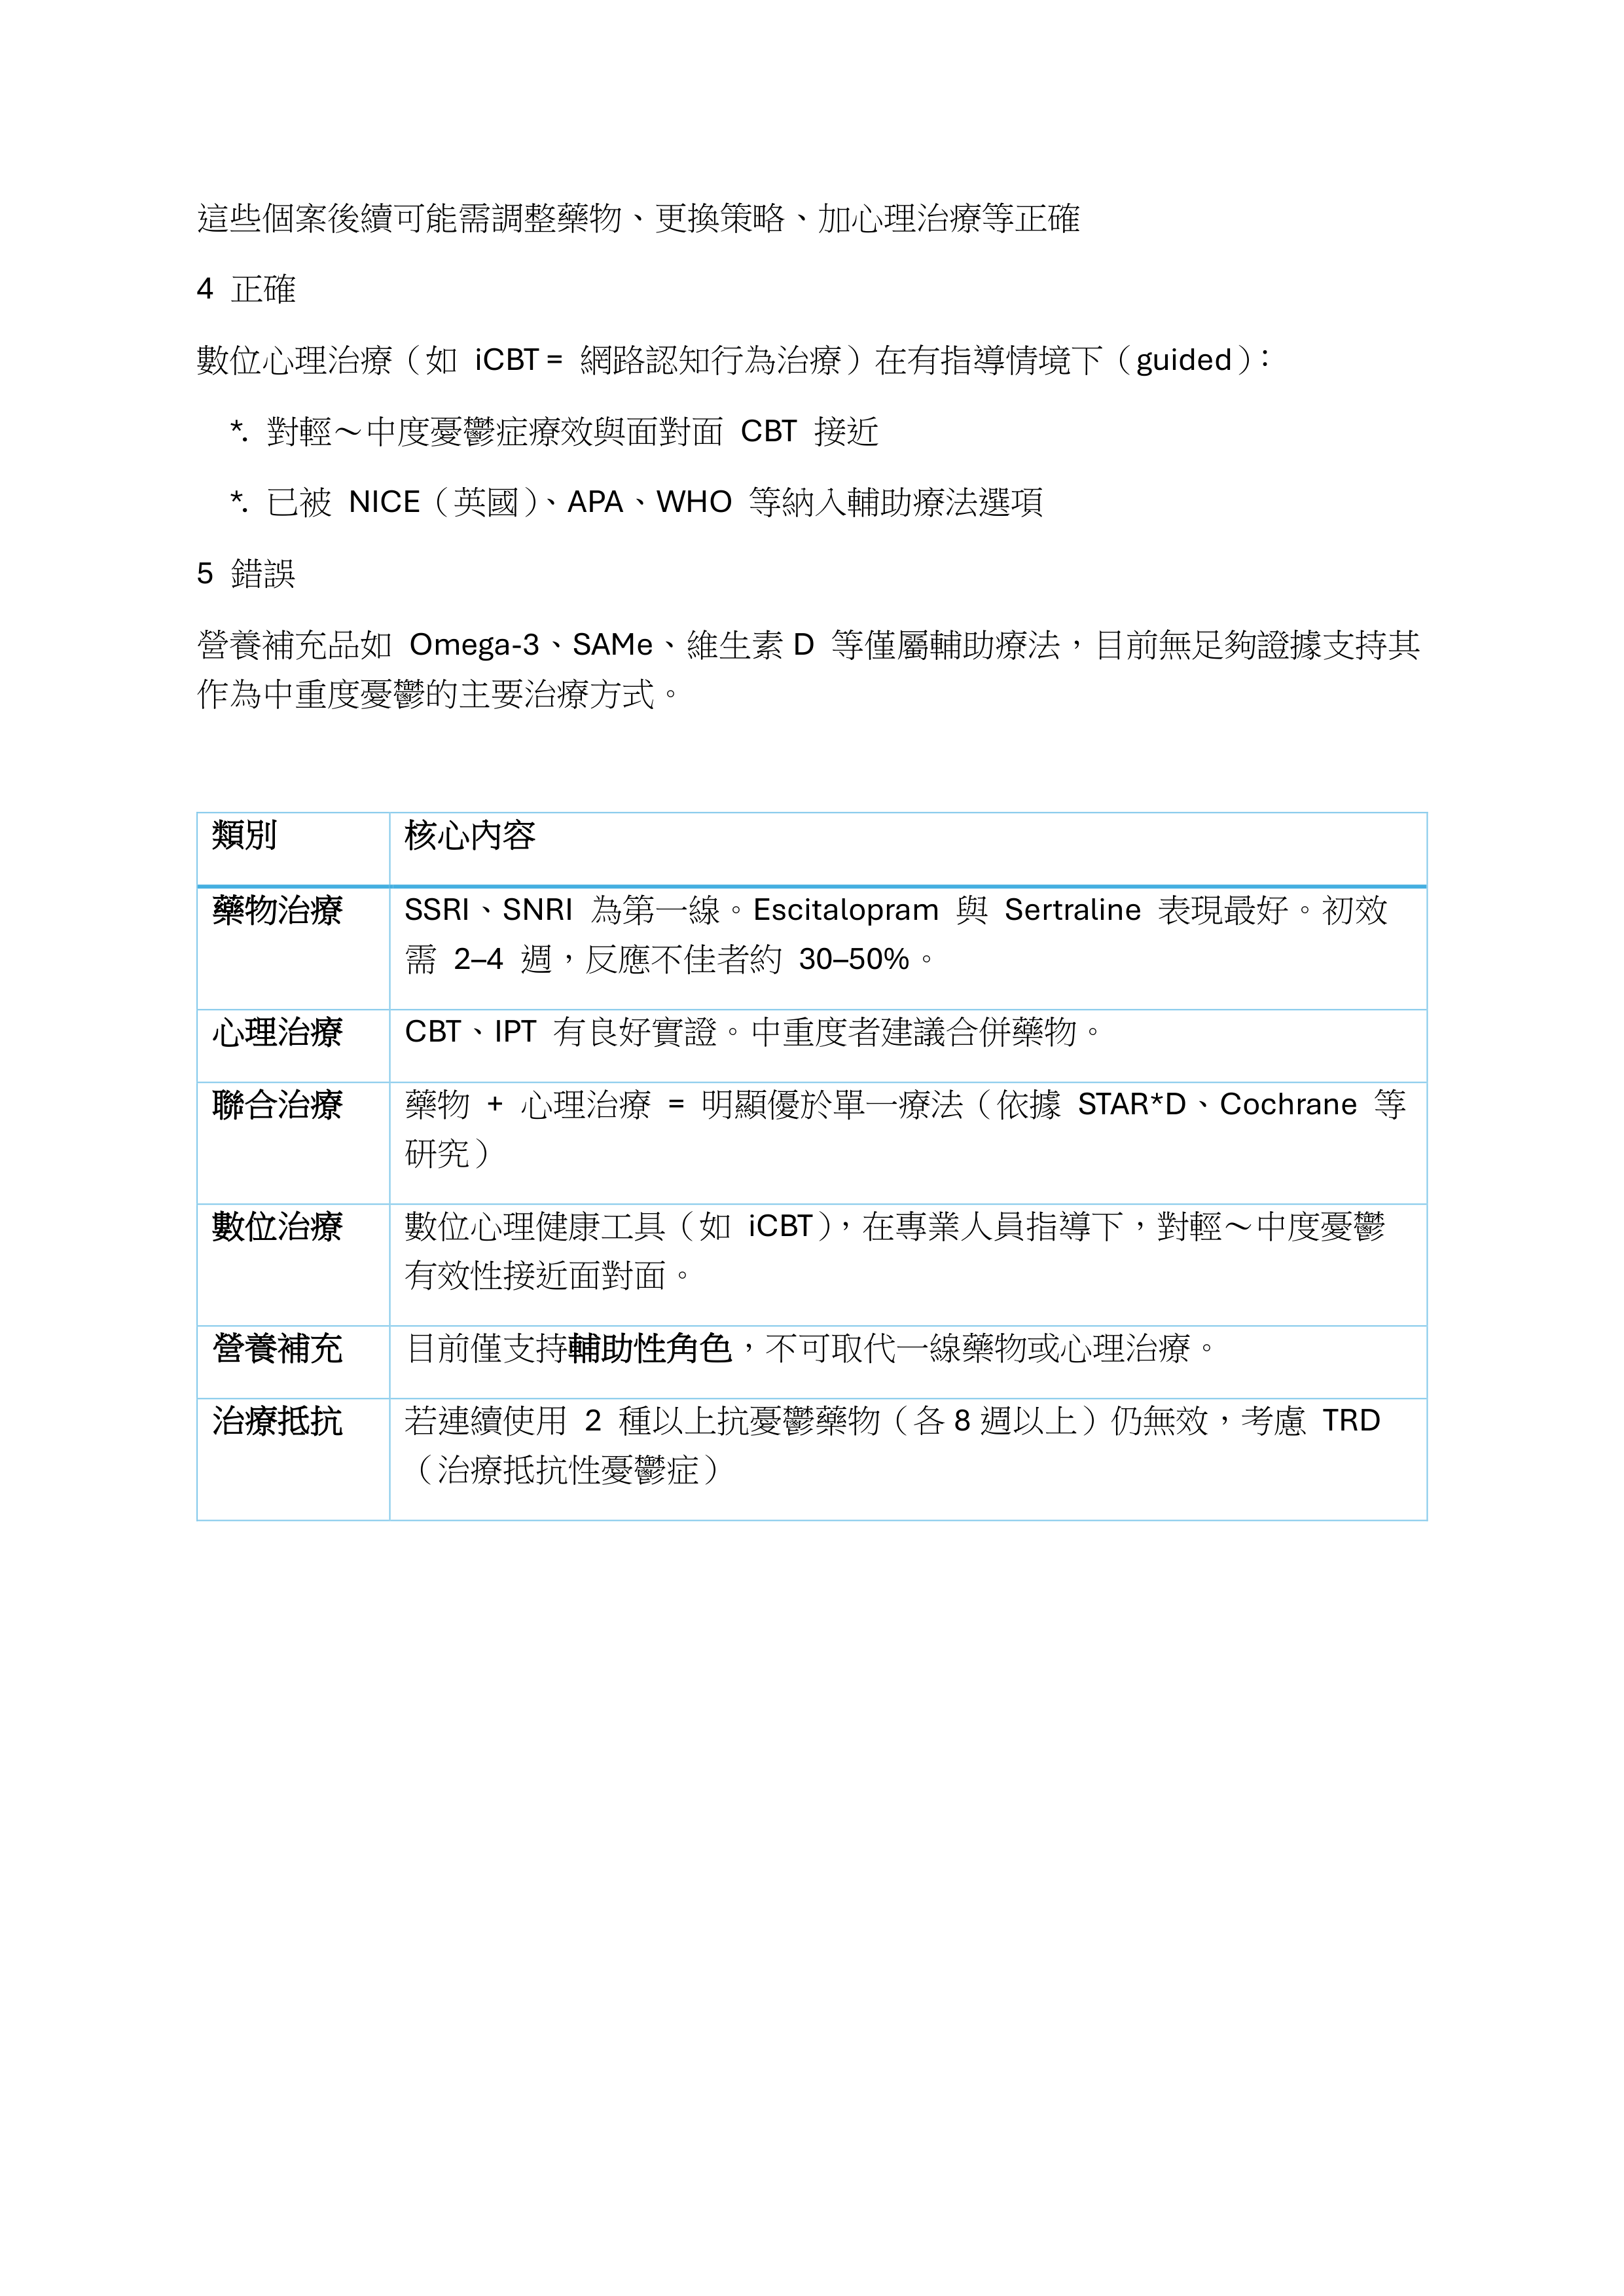 這些個案後續可能需調整藥物、更換策略、加心理治療等正確
4 正確
數位心理治療（如 iCBT = 網路認知行為治療）在有指導情境下（guided）：
*. 對輕～中度憂鬱症療效與面對面 CBT 接近
*. 已被 NICE（英國）、APA、WHO 等納入輔助療法選項
5 錯誤
營養補充品如 Omega-3、SAMe、維生素 D 等僅屬輔助療法，目前無足夠證據支持其
作為中重度憂鬱的主要治療方式。
類別 核心內容
藥物治療 SSRI、SNRI 為第一線。Escitalopram 與 Sertraline 表現最好。初效
需 2–4 週，反應不佳者約 30–50%。
心理治療 CBT、IPT 有良好實證。中重度者建議合併藥物。
聯合治療 藥物 + 心理治療 = 明顯優於單一療法（依據 STAR*D、Cochrane 等
研究）
數位治療 數位心理健康工具（如 iCBT），在專業人員指導下，對輕～中度憂鬱
有效性接近面對面。
營養補充 目前僅支持輔助性角色，不可取代一線藥物或心理治療。
治療抵抗 若連續使用 2 種以上抗憂鬱藥物（各 8 週以上）仍無效，考慮 TRD
（治療抵抗性憂鬱症）